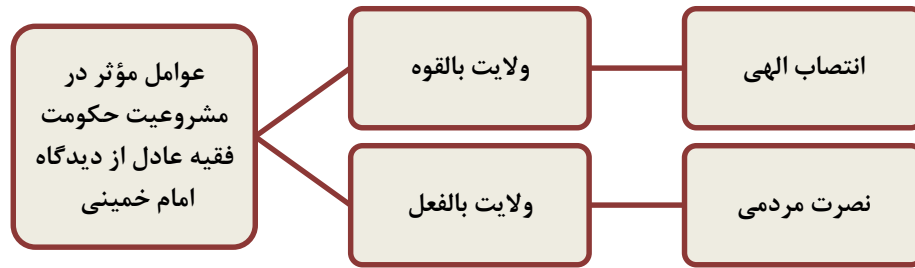 عوامل مؤثر در
مشروعیت حکومت
فقیه عادل از دیدگاه
امام خمینی
ولایت بالقوه
انتصاب الهی
ولایت بالفعل
نصرت مردمی